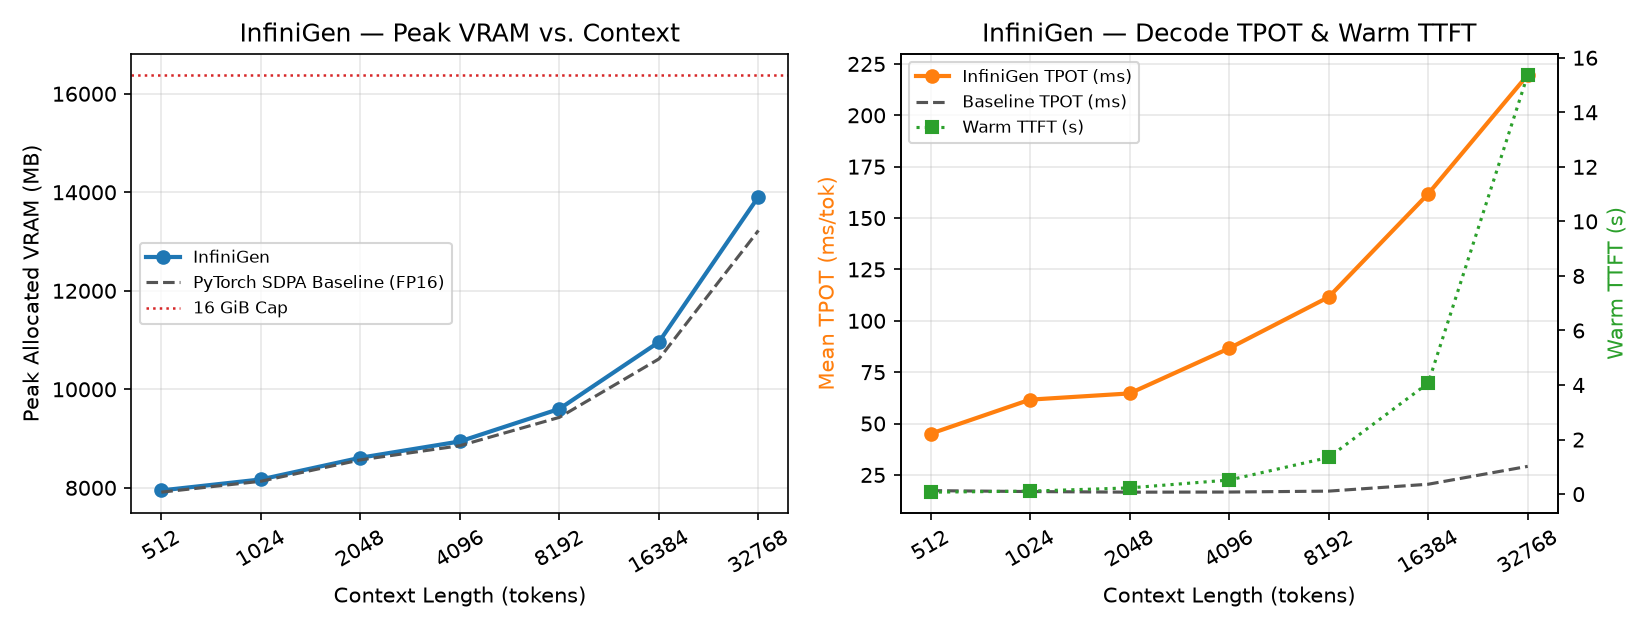 InfiniGen — Peak VRAM vs. Context
Peak Allocated VRAM (MB)
16000
14000
12000
10000
8000
InfiniGen
PyTorch SDPA Baseline (FP16)
16 GiB Cap
512
1024
2048
4096
8192
16384
32768
Context Length (tokens)
InfiniGen — Decode TPOT & Warm TTFT
Mean TPOT (ms/tok)
225
200
175
150
125
100
75
50
25
InfiniGen TPOT (ms)
Baseline TPOT (ms)
Warm TTFT (s)
16
14
12
10
8
6
4
2
0
Warm TTFT (s)
512
1024
2048
4096
8192
16384
32768
Context Length (tokens)